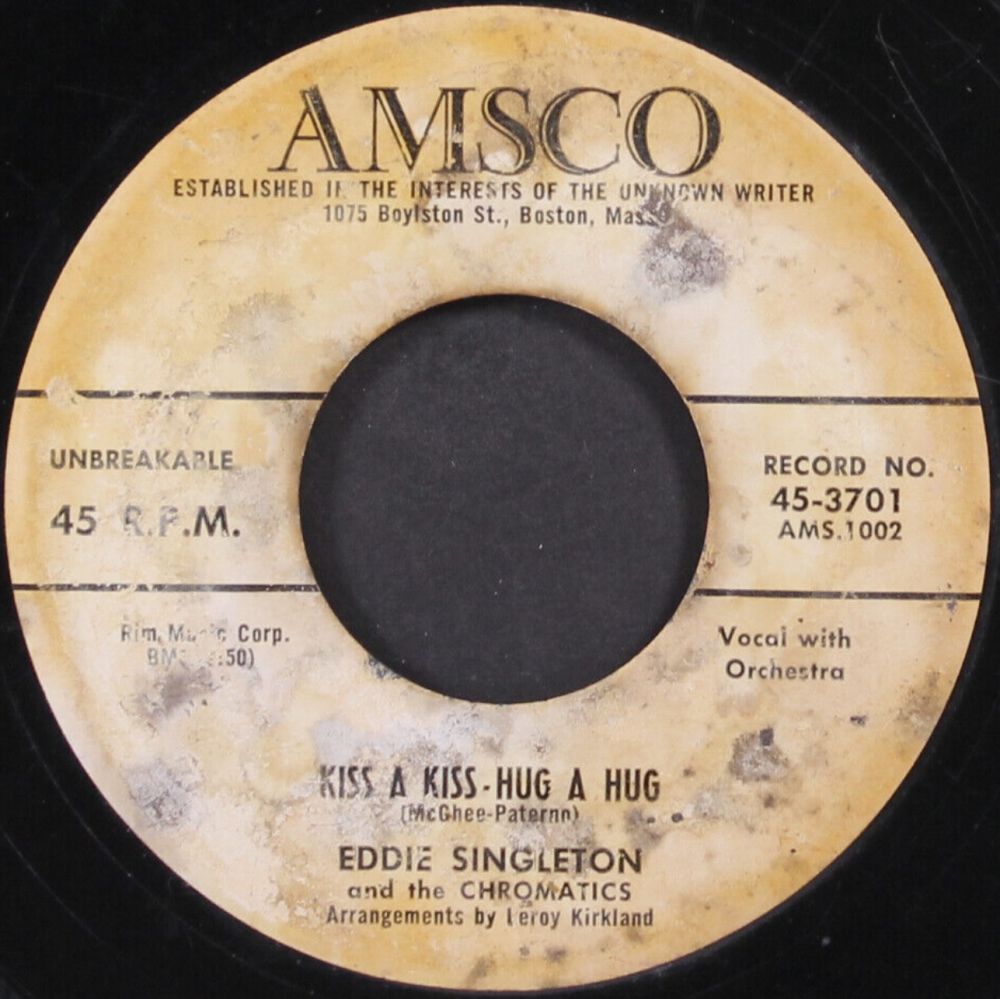 AMSCO
ESTABLISHED IN THE INTERESTS OF THE UNKNOWN WRITER
1075 Boylston St., Boston, Mass.
UNBREAKABLE
45 R.P.M.
RECORD NO.
45-3701
AMS.1002
Rim Music Corp.
:50)
Vocal with
Orchestra
KISS A KISS-HUG A HUG
(McGhee-Paterno)
EDDIE SINGLETON
and the CHROMATICS
Arrangements by Leroy Kirkland